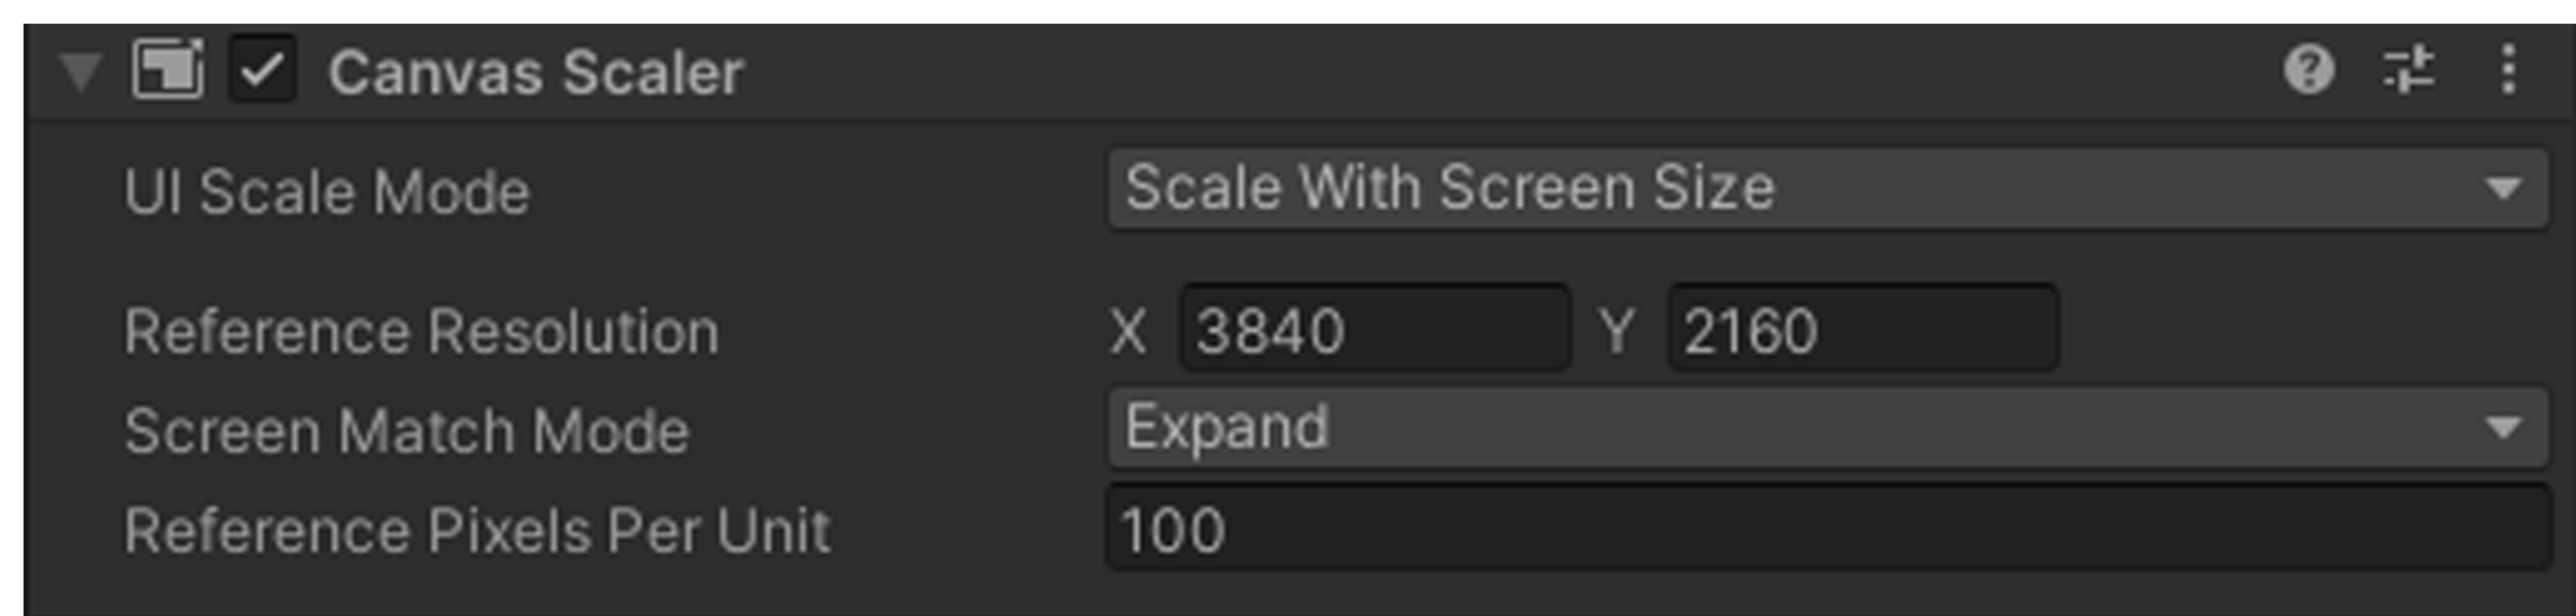 Canvas Scaler
UI Scale Mode Scale With Screen Size
Reference Resolution X 3840 Y 2160
Screen Match Mode Expand
Reference Pixels Per Unit 100